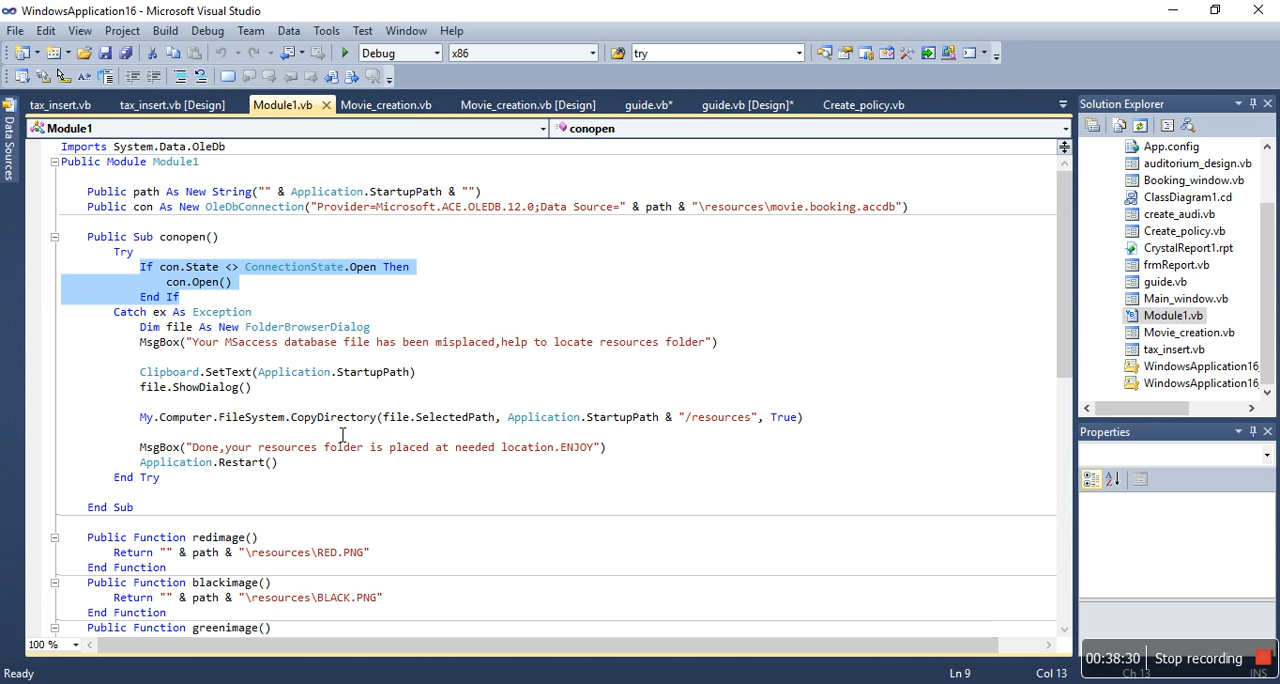 WindowsApplication16 - Microsoft Visual Studio
File Edit View Project Build Debug Team Data Tools Test Window Help
Debug x86 try
tax_insert.vb tax_insert.vb [Design] Module1.vb Movie_creation.vb Movie_creation.vb [Design] guide.vb* guide.vb [Design]* Create_policy.vb
Module1 conopen
Data Sources
Imports System.Data.OleDb
Public Module Module1
Public path As New String("" & Application.StartupPath & "")
Public con As New OleDbConnection("Provider=Microsoft.ACE.OLEDB.12.0;Data Source=" & path & "\resources\movie.booking.accdb")
Public Sub conopen()
Try
If con.State <> ConnectionState.Open Then
con.Open()
End If
Catch ex As Exception
Dim file As New FolderBrowserDialog
MsgBox("Your MSaccess database file has been misplaced,help to locate resources folder")
Clipboard.SetText(Application.StartupPath)
file.ShowDialog()
My.Computer.FileSystem.CopyDirectory(file.SelectedPath, Application.StartupPath & "/resources", True)
MsgBox("Done,your resources folder is placed at needed location.ENJOY")
Application.Restart()
End Try
End Sub
Public Function redimage()
Return "" & path & "\resources\RED.PNG"
End Function
Public Function blackimage()
Return "" & path & "\resources\BLACK.PNG"
End Function
Public Function greenimage()
100 %
Solution Explorer
App.config
auditorium_design.vb
Booking_window.vb
ClassDiagram1.cd
create_audi.vb
Create_policy.vb
CrystalReport1.rpt
frmReport.vb
guide.vb
Main_window.vb
Module1.vb
Movie_creation.vb
tax_insert.vb
WindowsApplication16
WindowsApplication16
Properties
00:38:30 Stop recording
Ready Ln 9 Col 13 Ch 13 INS